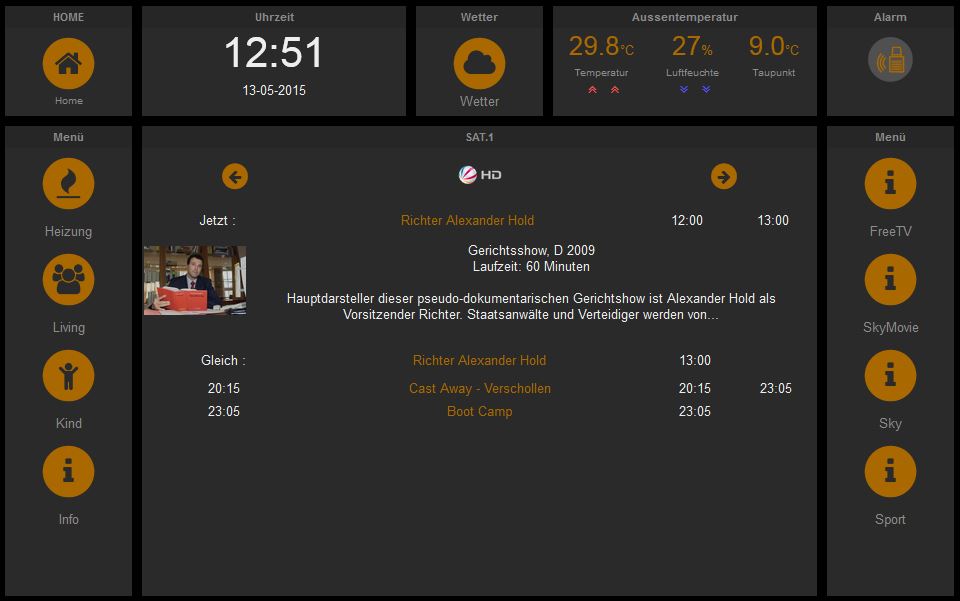 HOME
Home
Uhrzeit
12:51
13-05-2015
Wetter
Wetter
Aussentemperatur
29.8°C 27% 9.0°C
Temperatur Luftfeuchte Taupunkt
Alarm
Menü
Heizung
Living
Kind
Info
SAT.1
HD
Jetzt : Richter Alexander Hold 12:00 13:00
Gerichtsshow, D 2009
Laufzeit: 60 Minuten
Hauptdarsteller dieser pseudo-dokumentarischen Gerichtshow ist Alexander Hold als
Vorsitzender Richter. Staatsanwälte und Verteidiger werden von...
Gleich : Richter Alexander Hold 13:00
20:15 Cast Away - Verschollen 20:15 23:05
23:05 Boot Camp 23:05
Menü
FreeTV
SkyMovie
Sky
Sport